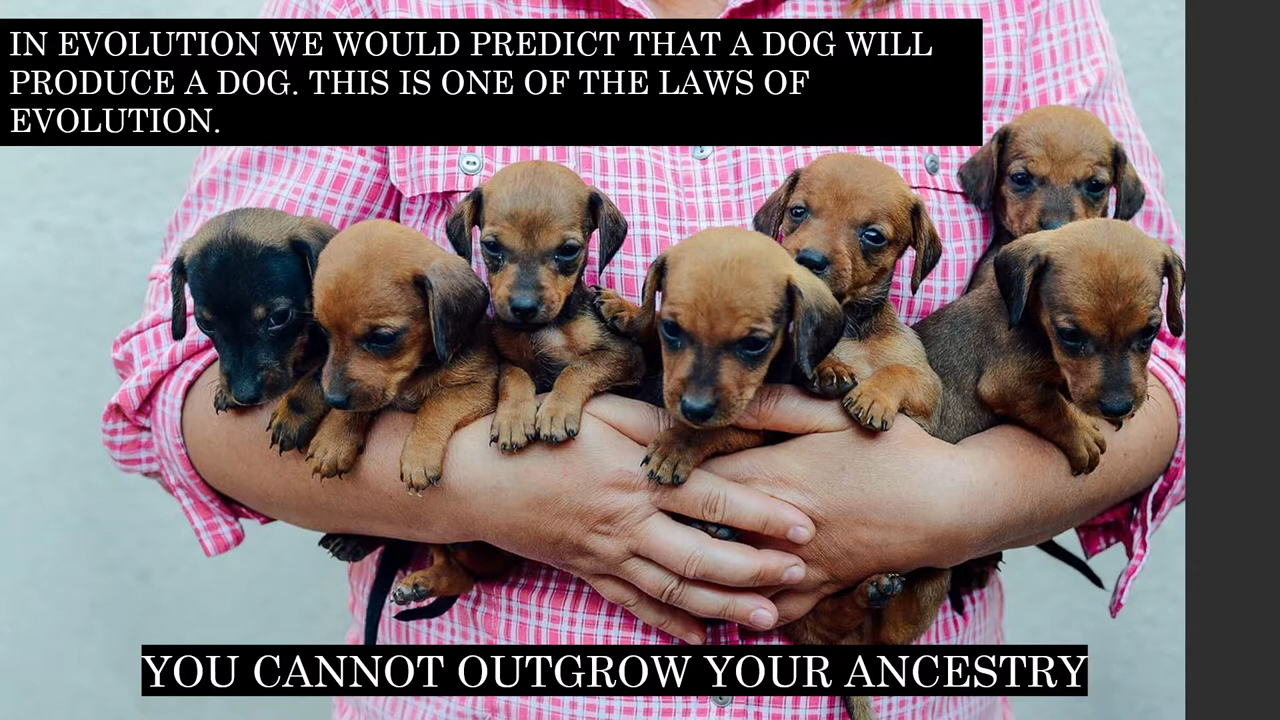 IN EVOLUTION WE WOULD PREDICT THAT A DOG WILL
PRODUCE A DOG. THIS IS ONE OF THE LAWS OF
EVOLUTION.
YOU CANNOT OUTGROW YOUR ANCESTRY